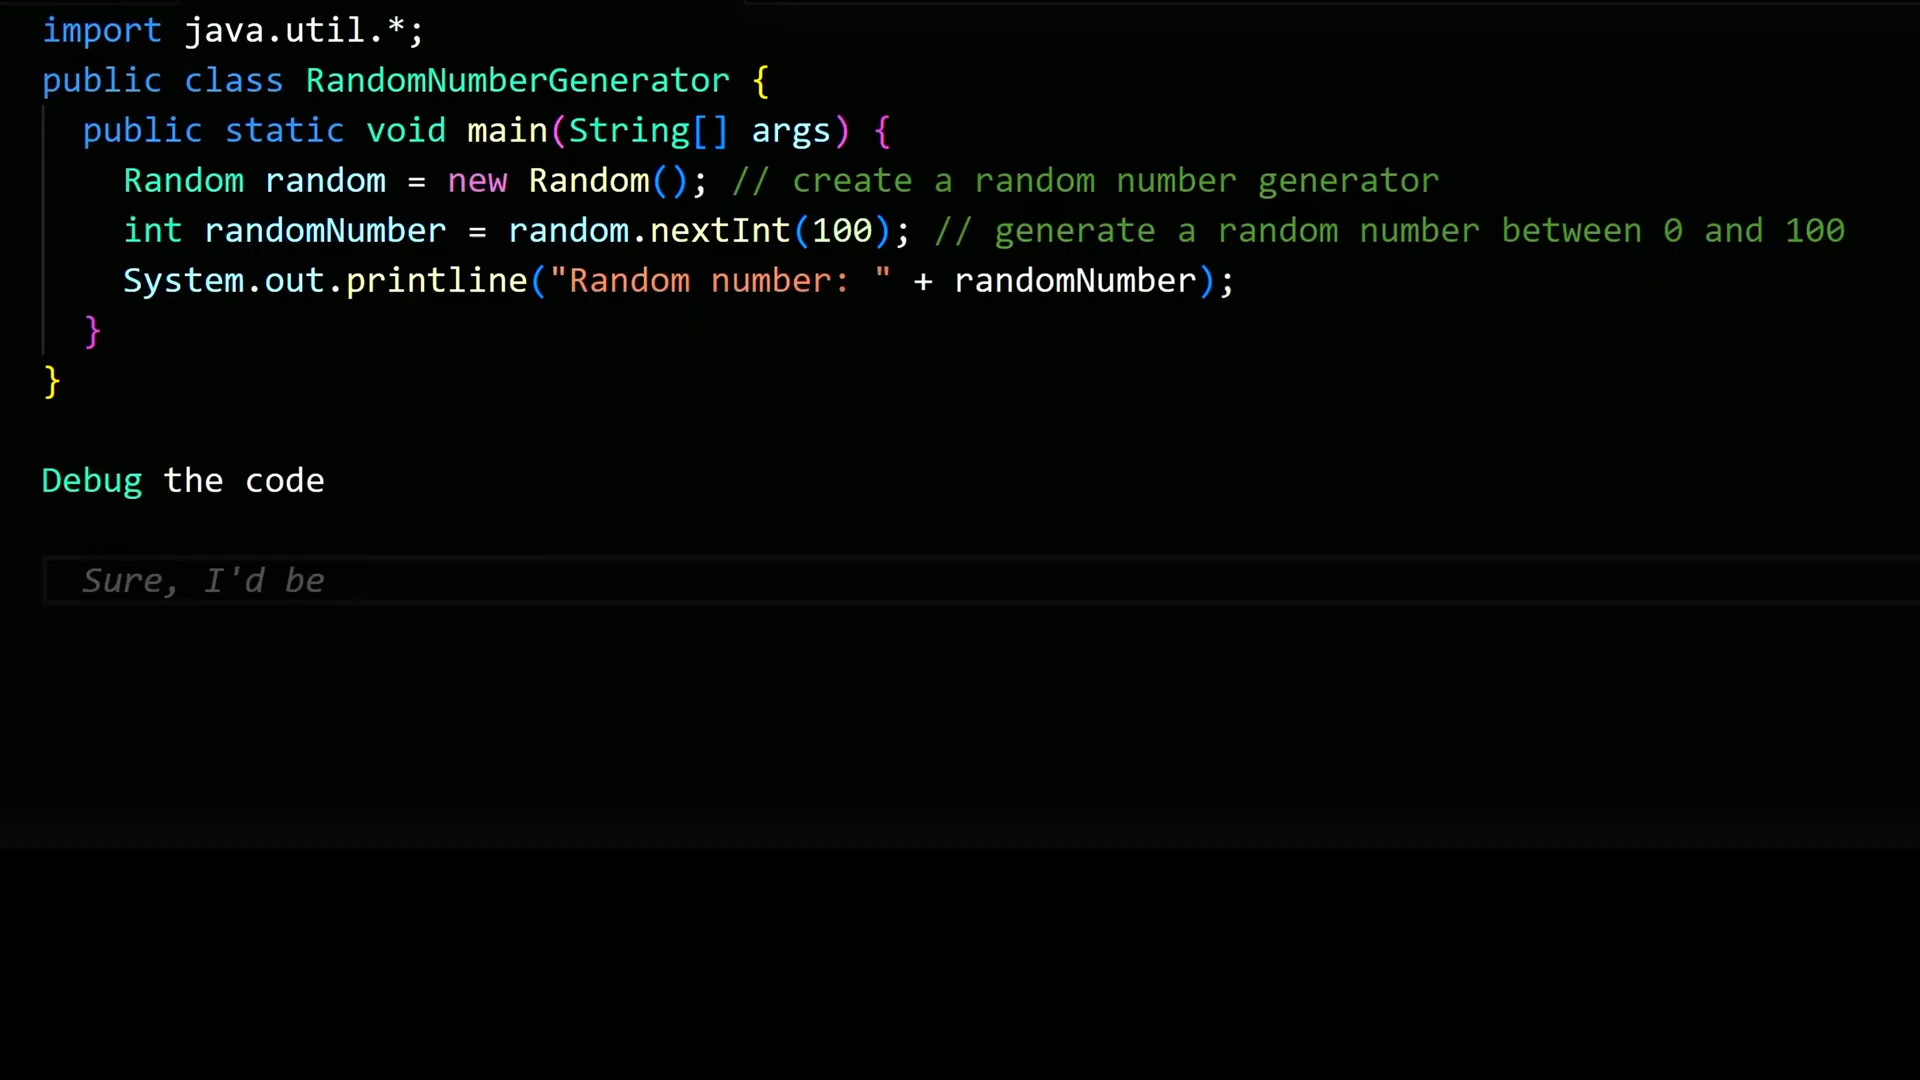 import java.util.*;
public class RandomNumberGenerator {
public static void main(String[] args) {
Random random = new Random(); // create a random number generator
int randomNumber = random.nextInt(100); // generate a random number between 0 and 100
System.out.printline("Random number: " + randomNumber);
}
}
Debug the code
Sure, I'd be